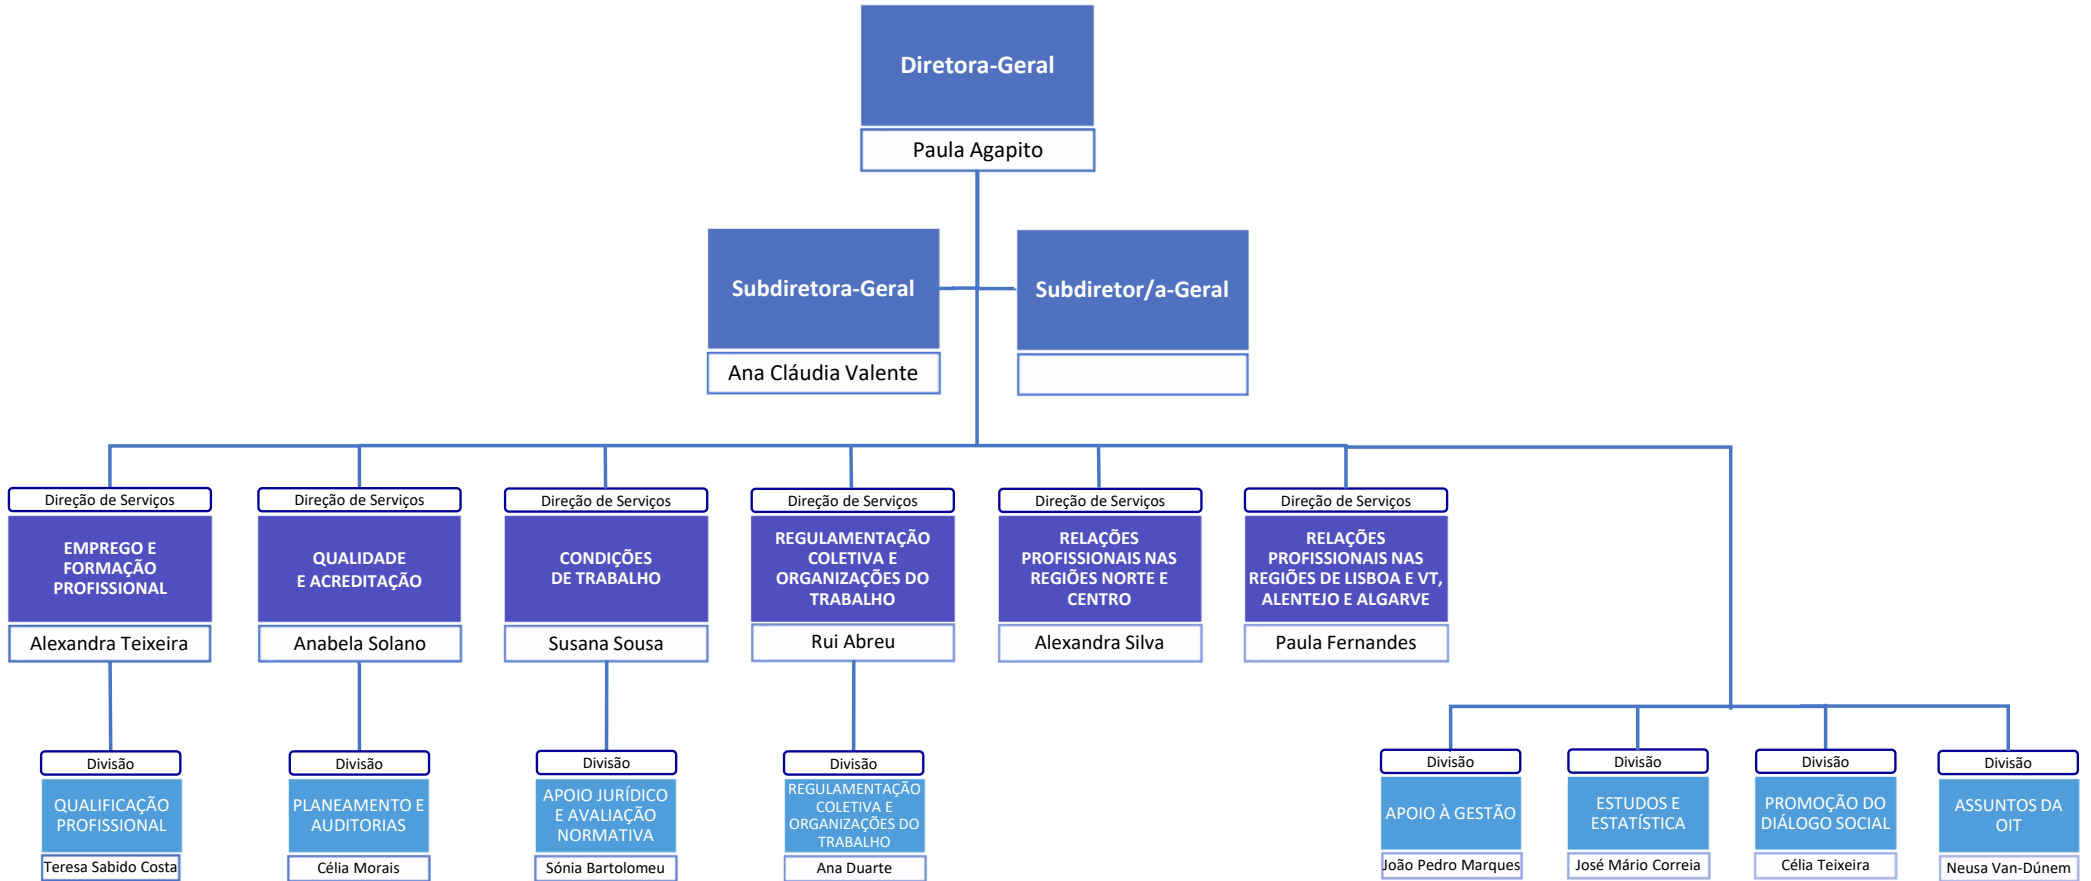 Diretora-Geral
Paula Agapito
Subdiretora-Geral
Ana Cláudia Valente
Subdiretor/a-Geral
Direção de Serviços
EMPREGO E
FORMAÇÃO
PROFISSIONAL
Alexandra Teixeira
Direção de Serviços
QUALIDADE
E ACREDITAÇÃO
Anabela Solano
Direção de Serviços
CONDIÇÕES
DE TRABALHO
Susana Sousa
Direção de Serviços
REGULAMENTAÇÃO
COLETIVA E
ORGANIZAÇÕES DO
TRABALHO
Rui Abreu
Direção de Serviços
RELAÇÕES
PROFISSIONAIS NAS
REGIÕES NORTE E
CENTRO
Alexandra Silva
Direção de Serviços
RELAÇÕES
PROFISSIONAIS NAS
REGIÕES DE LISBOA E VT,
ALENTEJO E ALGARVE
Paula Fernandes
Divisão
QUALIFICAÇÃO
PROFISSIONAL
Teresa Sabido Costa
Divisão
PLANEAMENTO E
AUDITORIAS
Célia Morais
Divisão
APOIO JURÍDICO
E AVALIAÇÃO
NORMATIVA
Sónia Bartolomeu
Divisão
REGULAMENTAÇÃO
COLETIVA E
ORGANIZAÇÕES DO
TRABALHO
Ana Duarte
Divisão
APOIO À GESTÃO
João Pedro Marques
Divisão
ESTUDOS E
ESTATÍSTICA
José Mário Correia
Divisão
PROMOÇÃO DO
DIÁLOGO SOCIAL
Célia Teixeira
Divisão
ASSUNTOS DA
OIT
Neusa Van-Dúnem